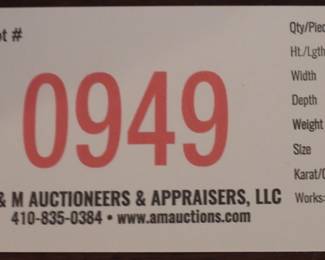 ot #
0949
& M AUCTIONEERS & APPRAISERS, LLC
410-835-0384 • www.amauctions.com
Qty/Piec
Ht./Lgth
Width
Depth
Weight
Size
Karat/C
Works: